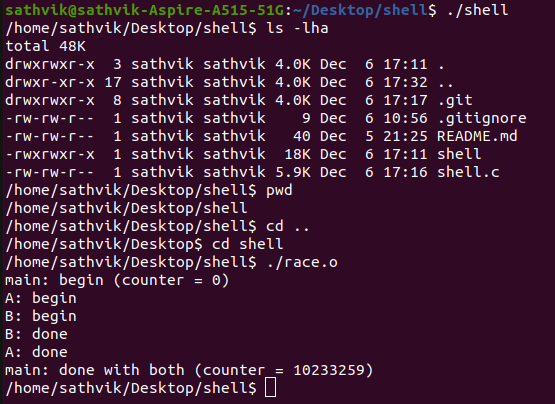 sathvik@sathvik-Aspire-A515-51G:~/Desktop/shell$ ./shell
/home/sathvik/Desktop/shell$ ls -lha
total 48K
drwxrwxr-x  3 sathvik sathvik 4.0K Dec  6 17:11 .
drwxr-xr-x 17 sathvik sathvik 4.0K Dec  6 17:32 ..
drwxrwxr-x  8 sathvik sathvik 4.0K Dec  6 17:17 .git
-rw-rw-r--  1 sathvik sathvik    9 Dec  6 10:56 .gitignore
-rw-rw-r--  1 sathvik sathvik   40 Dec  5 21:25 README.md
-rwxrwxr-x  1 sathvik sathvik  18K Dec  6 17:11 shell
-rw-rw-r--  1 sathvik sathvik 5.9K Dec  6 17:16 shell.c
/home/sathvik/Desktop/shell$ pwd
/home/sathvik/Desktop/shell
/home/sathvik/Desktop/shell$ cd ..
/home/sathvik/Desktop$ cd shell
/home/sathvik/Desktop/shell$ ./race.o
main: begin (counter = 0)
A: begin
B: begin
B: done
A: done
main: done with both (counter = 10233259)
/home/sathvik/Desktop/shell$